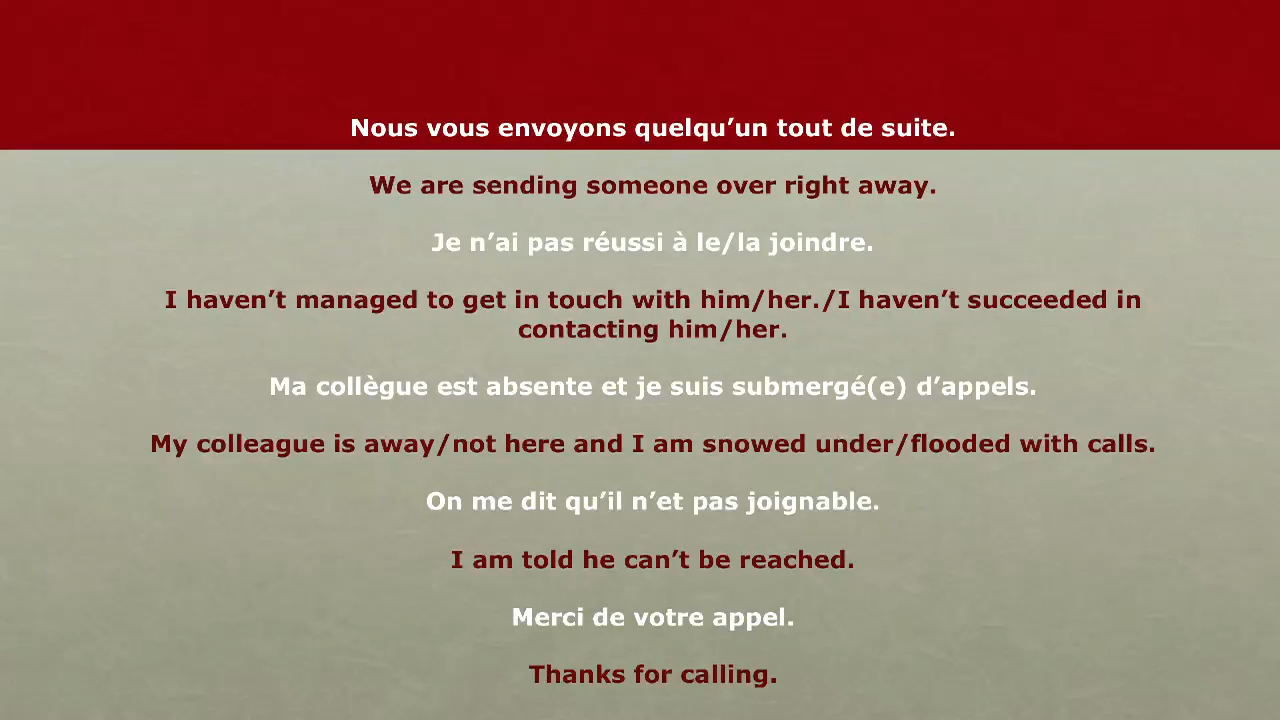 Nous vous envoyons quelqu’un tout de suite.
We are sending someone over right away.
Je n’ai pas réussi à le/la joindre.
I haven’t managed to get in touch with him/her./I haven’t succeeded in
contacting him/her.
Ma collègue est absente et je suis submergé(e) d’appels.
My colleague is away/not here and I am snowed under/flooded with calls.
On me dit qu’il n’et pas joignable.
I am told he can’t be reached.
Merci de votre appel.
Thanks for calling.